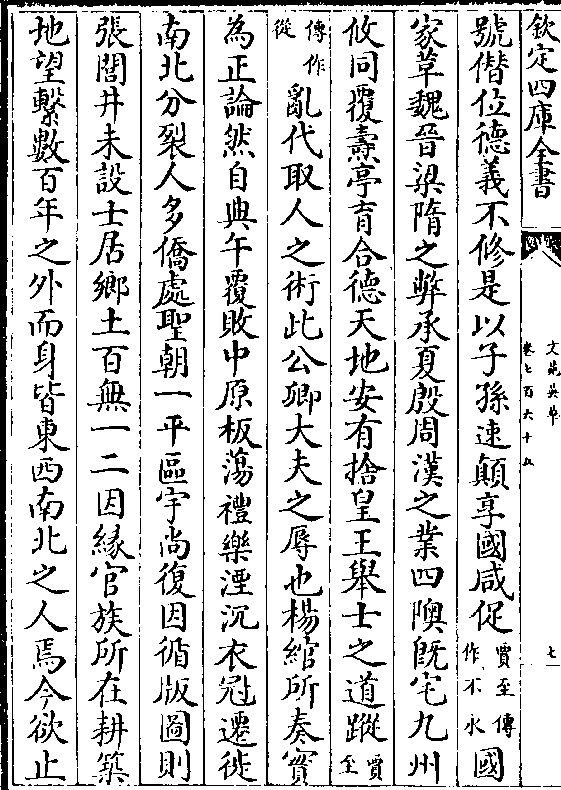 欽定四庫全書
文苑英華
卷七百六十五
七
號僣位德義不修是以子孫速顛享國咸促賈至傳作不永國
家革魏晉梁隋之弊承夏殷周漢之業四隩旣宅九州
攸同覆燾亭育合德天地安有捨皇王舉士之道蹤賈至
傳作從亂代取人之術此公卿大夫之辱也楊綰所奏實
為正論然自典午覆敗中原板蕩禮樂湮沉衣冠遷徙
南北分裂人多僑處聖朝一平區宇尚復因循版圖則
張閭井未設士居鄉土百無一二因緣官族所在耕築
地望繫數百年之外而身皆東西南北之人焉今欲止